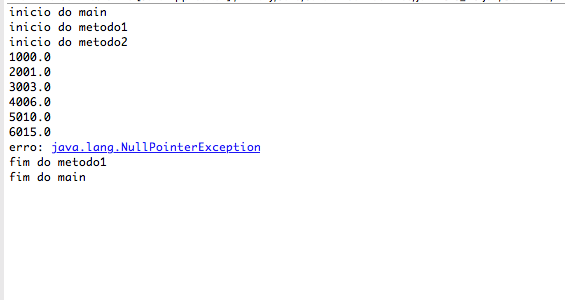 inicio do main
inicio do metodo1
inicio do metodo2
1000.0
2001.0
3003.0
4006.0
5010.0
6015.0
erro: java.lang.NullPointerException
fim do metodo1
fim do main